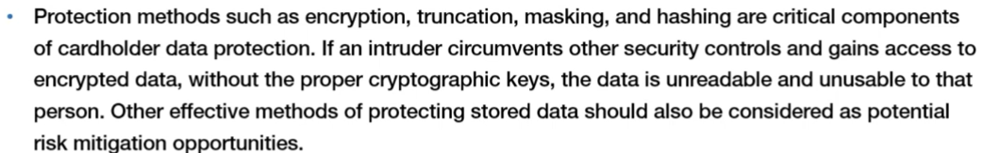 • Protection methods such as encryption, truncation, masking, and hashing are critical components
of cardholder data protection. If an intruder circumvents other security controls and gains access to
encrypted data, without the proper cryptographic keys, the data is unreadable and unusable to that
person. Other effective methods of protecting stored data should also be considered as potential
risk mitigation opportunities.